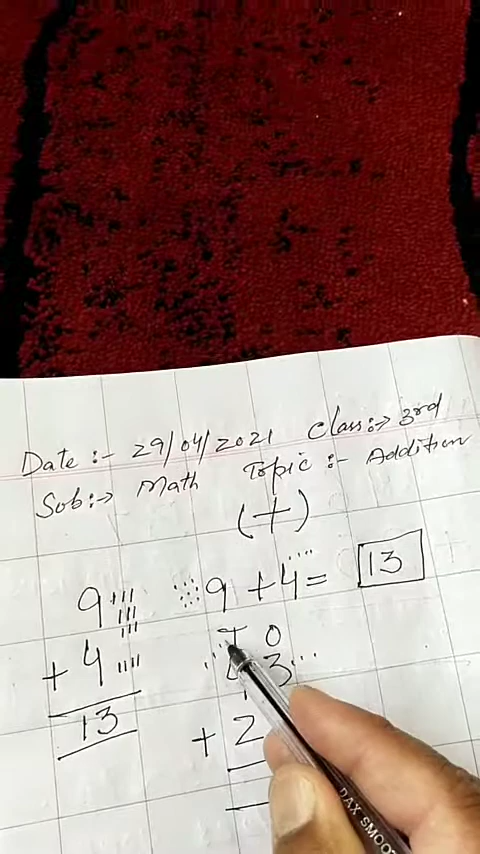 Date :- 29/04/2021 Class:-> 3rd
Sub:-> Math Topic :- Addition
(+)
9 + 4 = 13
9
+ 4
13
T O
3
+ 2
DAX SMOO